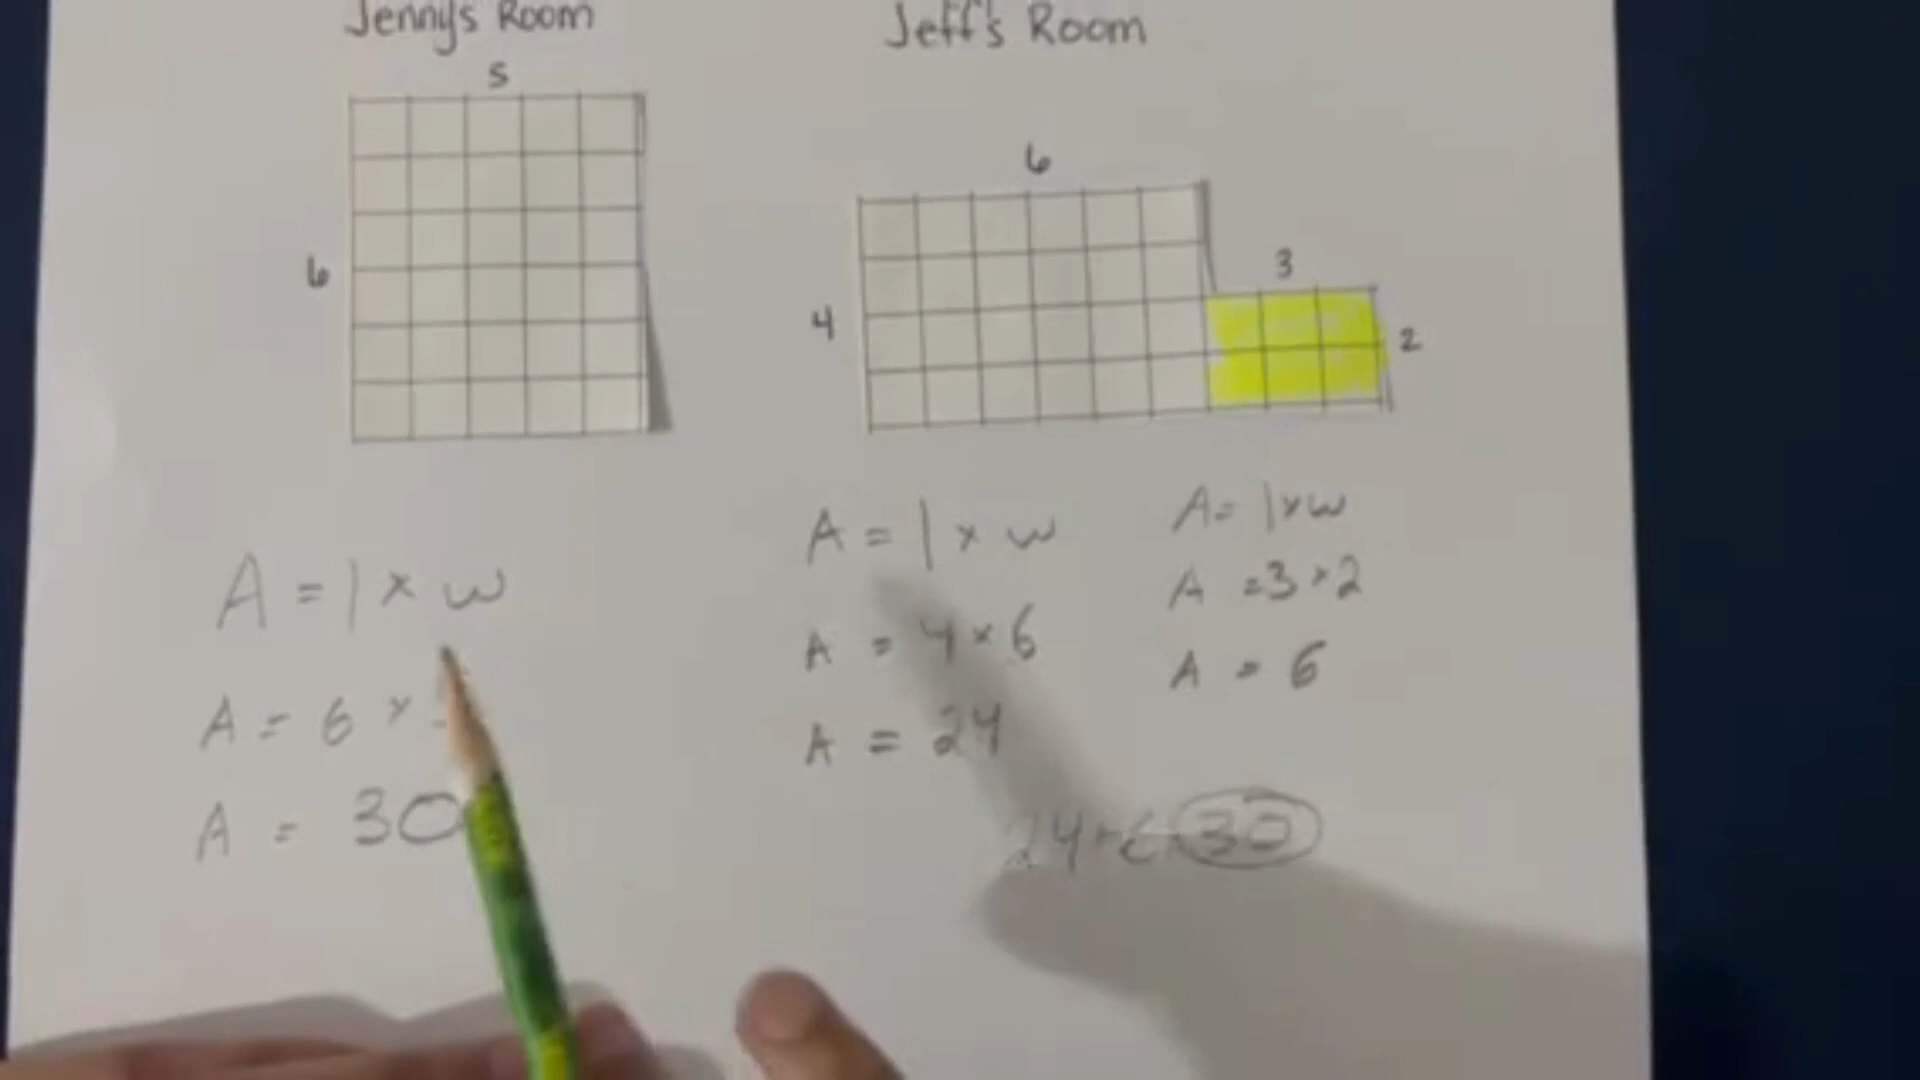 Jenny's Room
5
6
A = l x w
A = 6 x
A = 30
Jeff's Room
6
3
4
2
A = l x w
A = 4 x 6
A = 24
A = l x w
A = 3 x 2
A = 6
24 + 6 = 30